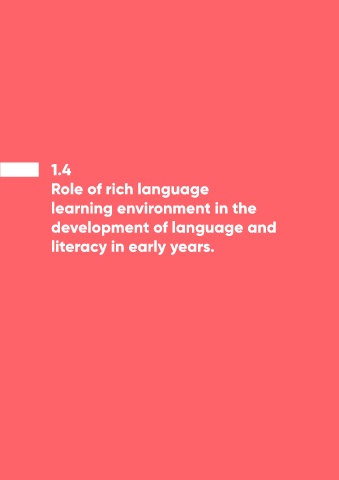 1.4
Role of rich language
learning environment in the
development of language and
literacy in early years.